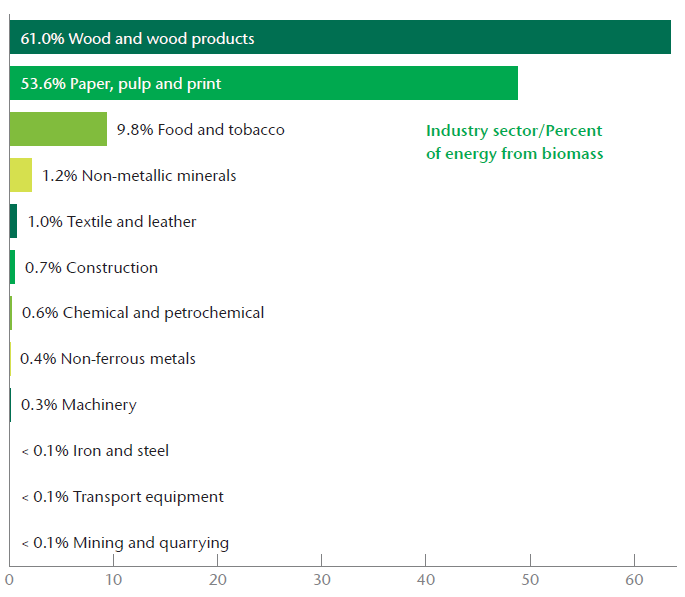 61.0% Wood and wood products
53.6% Paper, pulp and print
9.8% Food and tobacco
Industry sector/Percent
of energy from biomass
1.2% Non-metallic minerals
1.0% Textile and leather
0.7% Construction
0.6% Chemical and petrochemical
0.4% Non-ferrous metals
0.3% Machinery
< 0.1% Iron and steel
< 0.1% Transport equipment
< 0.1% Mining and quarrying
0 10 20 30 40 50 60